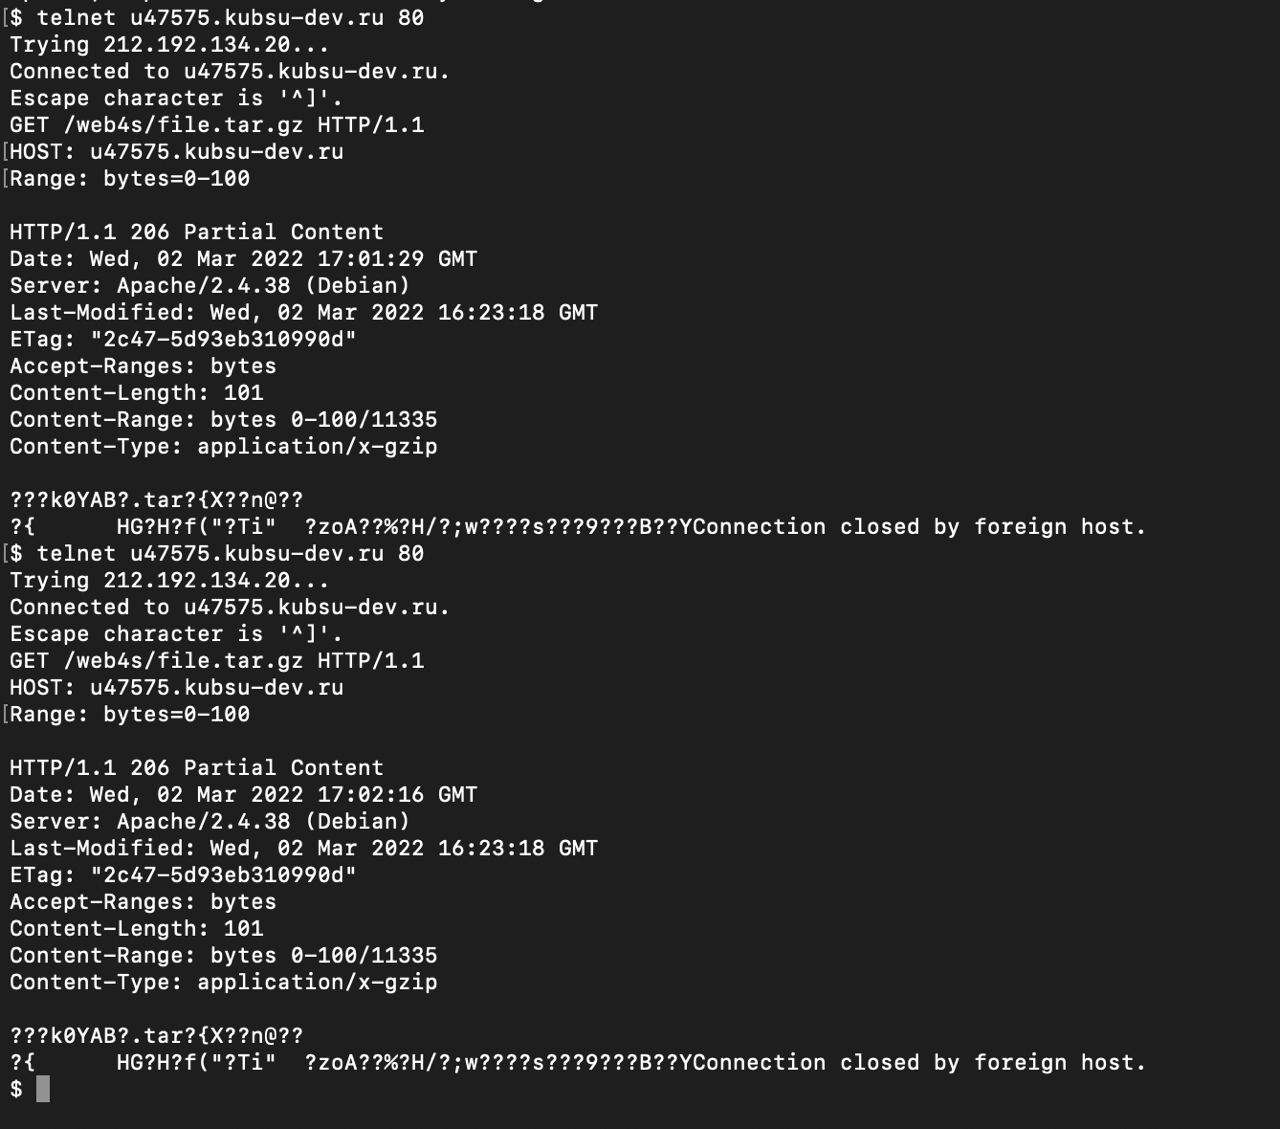 $ telnet u47575.kubsu-dev.ru 80
Trying 212.192.134.20...
Connected to u47575.kubsu-dev.ru.
Escape character is '^]'.
GET /web4s/file.tar.gz HTTP/1.1
HOST: u47575.kubsu-dev.ru
Range: bytes=0-100
HTTP/1.1 206 Partial Content
Date: Wed, 02 Mar 2022 17:01:29 GMT
Server: Apache/2.4.38 (Debian)
Last-Modified: Wed, 02 Mar 2022 16:23:18 GMT
ETag: "2c47-5d93eb310990d"
Accept-Ranges: bytes
Content-Length: 101
Content-Range: bytes 0-100/11335
Content-Type: application/x-gzip
???k0YAB?.tar?{X??n@??
?{      HG?H?f("?Ti"  ?zoA??%?H/?;w????s???9???B??YConnection closed by foreign host.
$ telnet u47575.kubsu-dev.ru 80
Trying 212.192.134.20...
Connected to u47575.kubsu-dev.ru.
Escape character is '^]'.
GET /web4s/file.tar.gz HTTP/1.1
HOST: u47575.kubsu-dev.ru
Range: bytes=0-100
HTTP/1.1 206 Partial Content
Date: Wed, 02 Mar 2022 17:02:16 GMT
Server: Apache/2.4.38 (Debian)
Last-Modified: Wed, 02 Mar 2022 16:23:18 GMT
ETag: "2c47-5d93eb310990d"
Accept-Ranges: bytes
Content-Length: 101
Content-Range: bytes 0-100/11335
Content-Type: application/x-gzip
???k0YAB?.tar?{X??n@??
?{      HG?H?f("?Ti"  ?zoA??%?H/?;w????s???9???B??YConnection closed by foreign host.
$